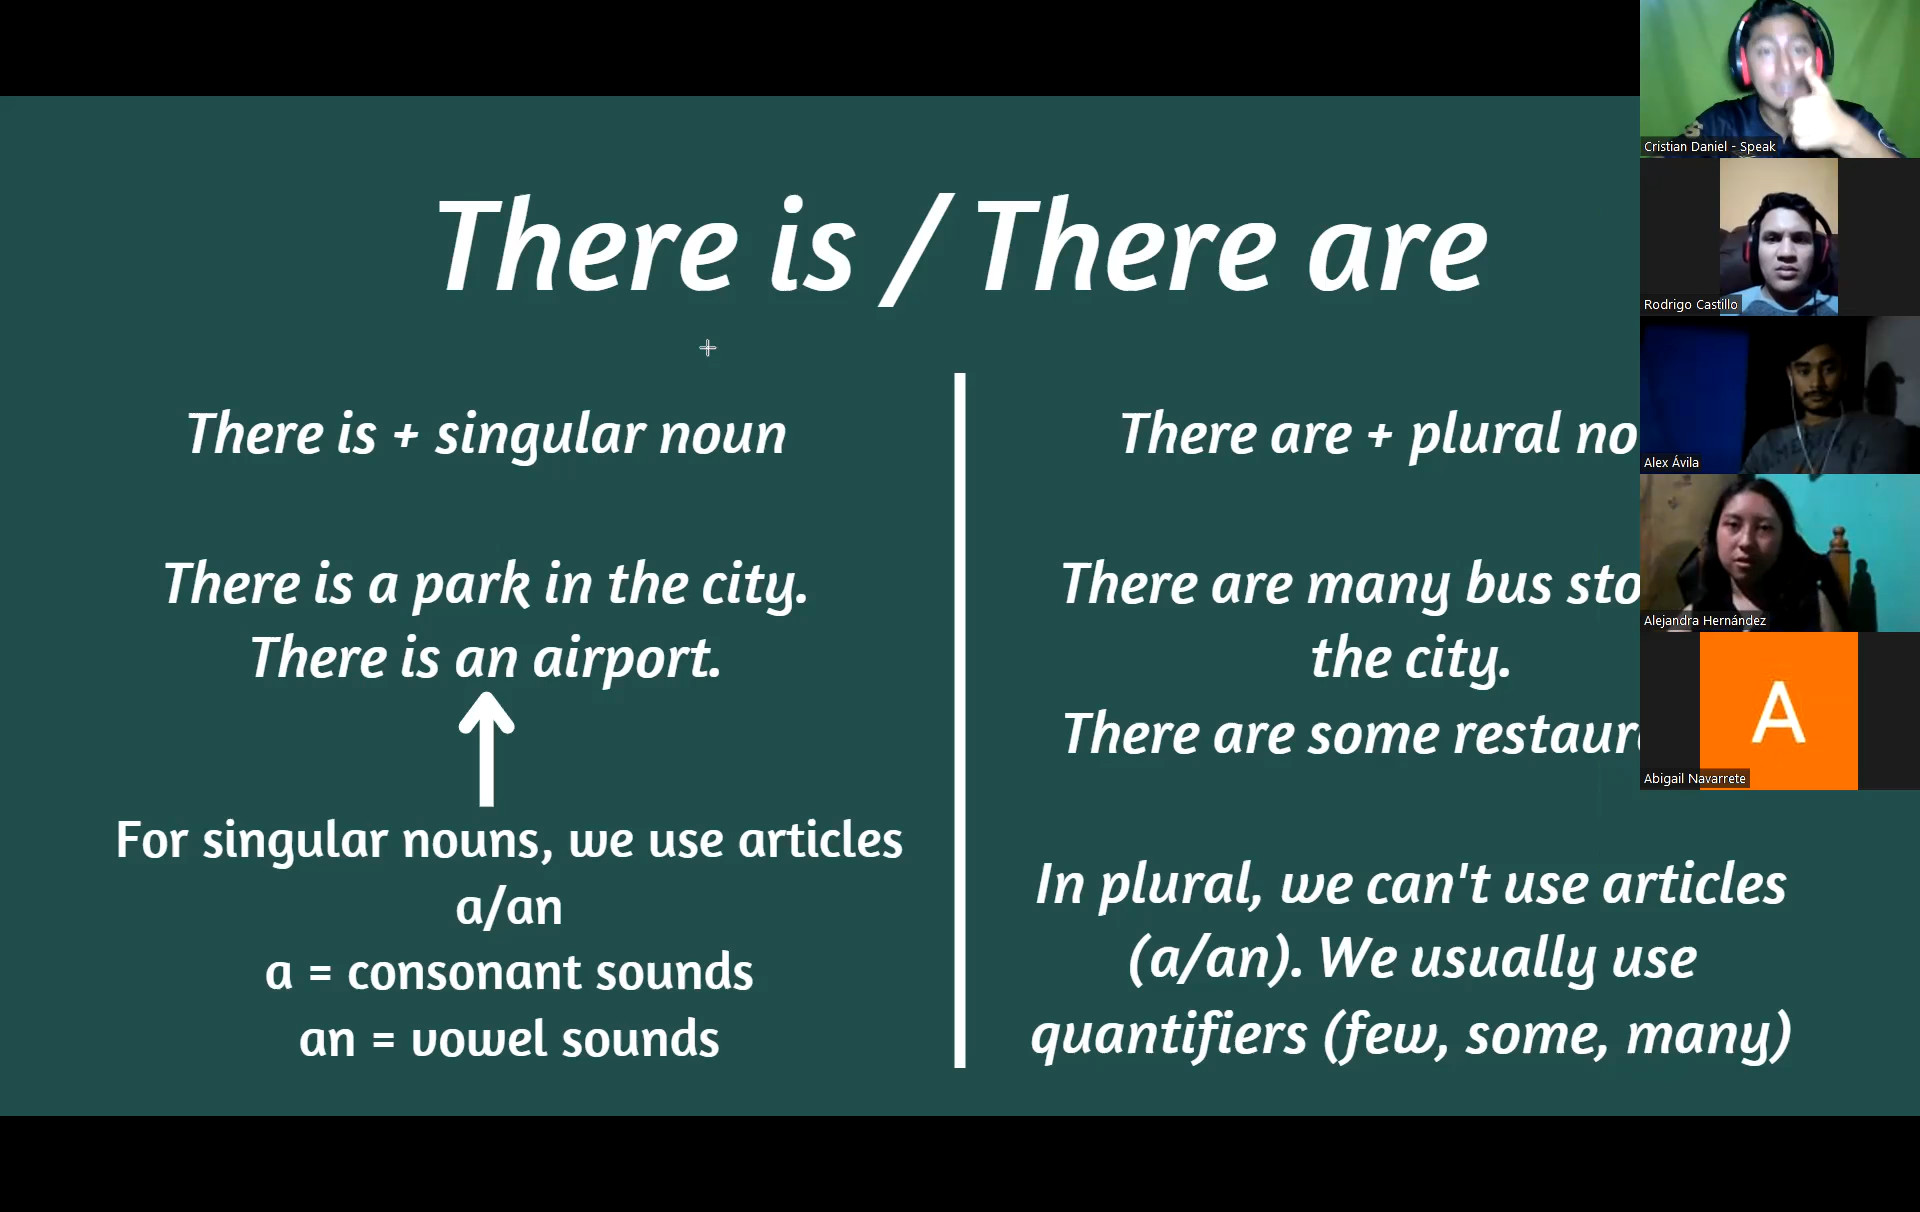 There is / There are
There is + singular noun
There is a park in the city.
There is an airport.
For singular nouns, we use articles
a/an
a = consonant sounds
an = vowel sounds
There are + plural
There are many bus
the city.
There are some
In plural, we can't use articles
(a/an). We usually use
quantifiers (few, some, many)
Cristian Daniel - Speak
Rodrigo Castillo
Alex Ávila
Alejandra Hernández
A
Abigail Navarrete